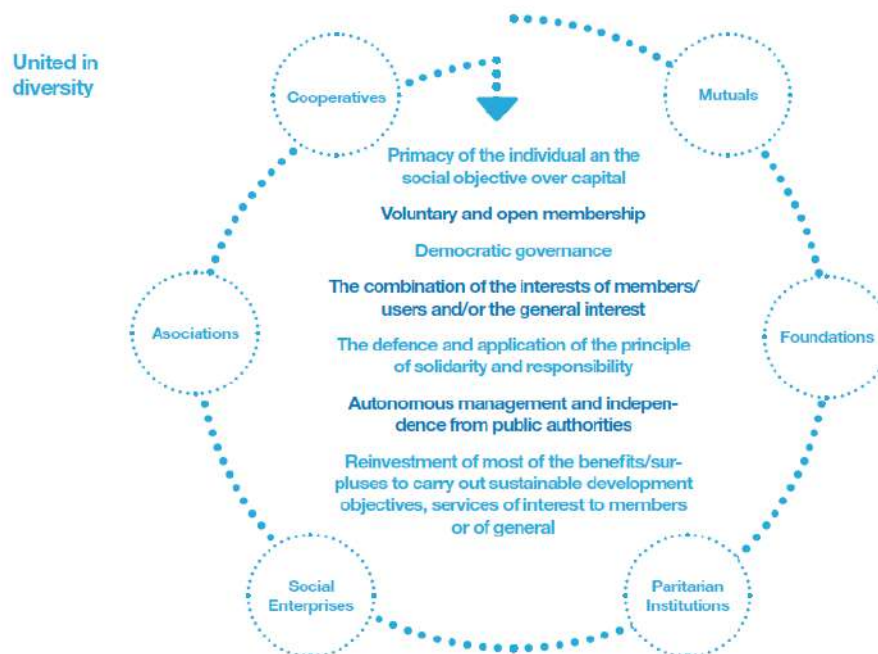 United in
diversity
Cooperatives
Mutuals
Primacy of the individual an the
social objective over capital
Voluntary and open membership
Democratic governance
The combination of the interests of members/
users and/or the general interest
Asociations
Foundations
The defence and application of the principle
of solidarity and responsibility
Autonomous management and indepen-
dence from public authorities
Reinvestment of most of the benefits/sur-
pluses to carry out sustainable development
objectives, services of interest to members
or of general
Social
Enterprises
Paritarian
Institutions